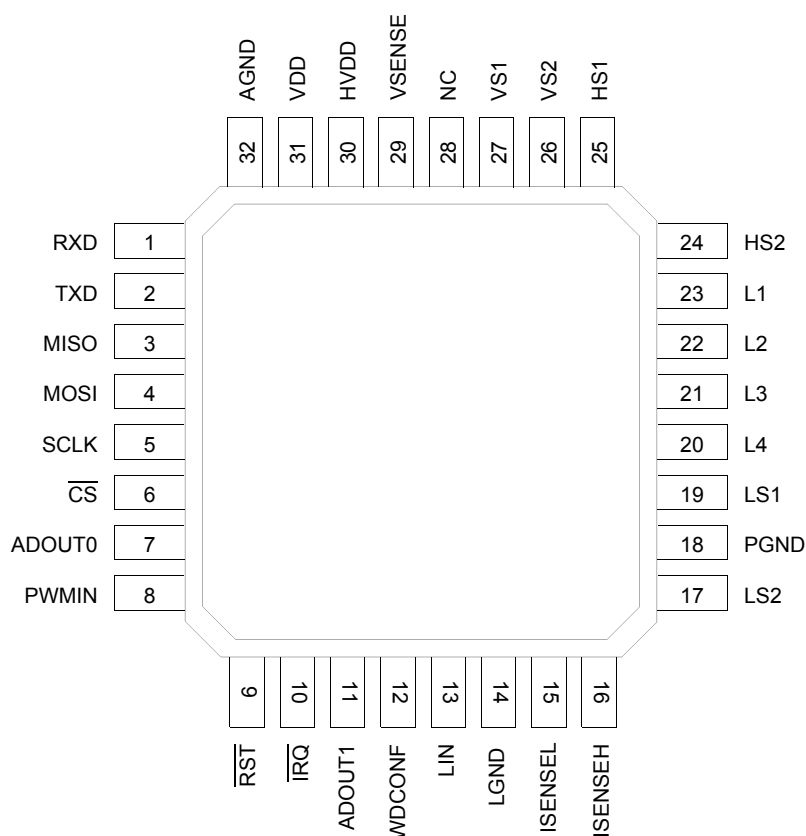 AGND VDD HVDD VSENSE NC VS1 VS2 HS1
32 31 30 29 28 27 26 25
RXD 1 24 HS2
TXD 2 23 L1
MISO 3 22 L2
MOSI 4 21 L3
SCLK 5 20 L4
C̅S̅ 6 19 LS1
ADOUT0 7 18 PGND
PWMIN 8 17 LS2
9 10 11 12 13 14 15 16
R̅S̅T̅ I̅R̅Q̅ ADOUT1 WDCONF LIN LGND ISENSEL ISENSEH